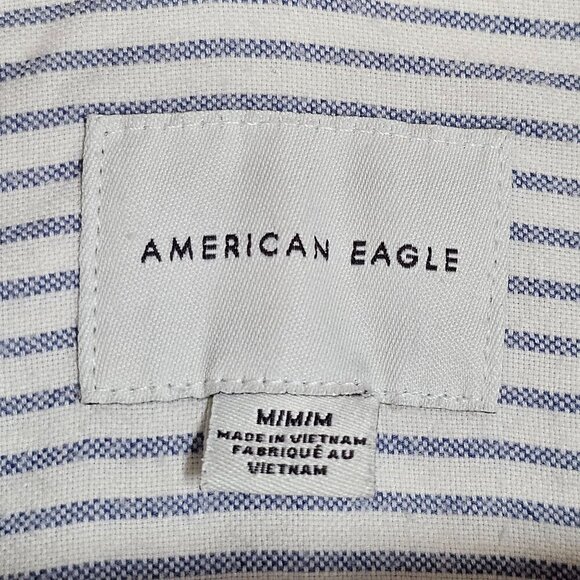 AMERICAN EAGLE
M/M/M
MADE IN VIETNAM
FABRIQUÉ AU
VIETNAM